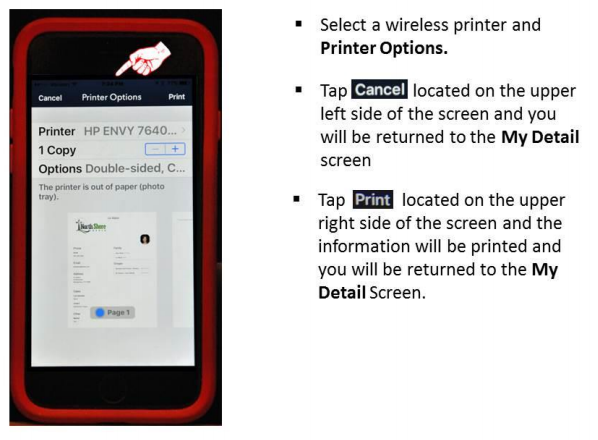 Cancel Printer Options Print
Printer HP ENVY 7640... >
1 Copy - +
Options Double-sided, C...
The printer is out of paper (photo
tray).
North Shore
Page 1
▪ Select a wireless printer and
Printer Options.
▪ Tap Cancel located on the upper
left side of the screen and you
will be returned to the My Detail
screen
▪ Tap Print located on the upper
right side of the screen and the
information will be printed and
you will be returned to the My
Detail Screen.